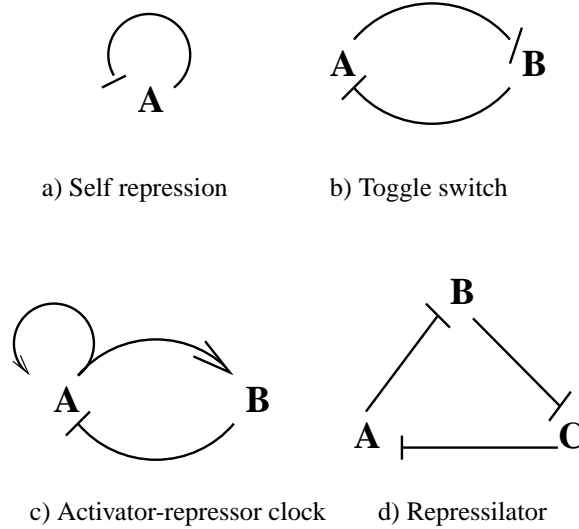 A
A B
a) Self repression b) Toggle switch
B
A B
A C
c) Activator-repressor clock d) Repressilator